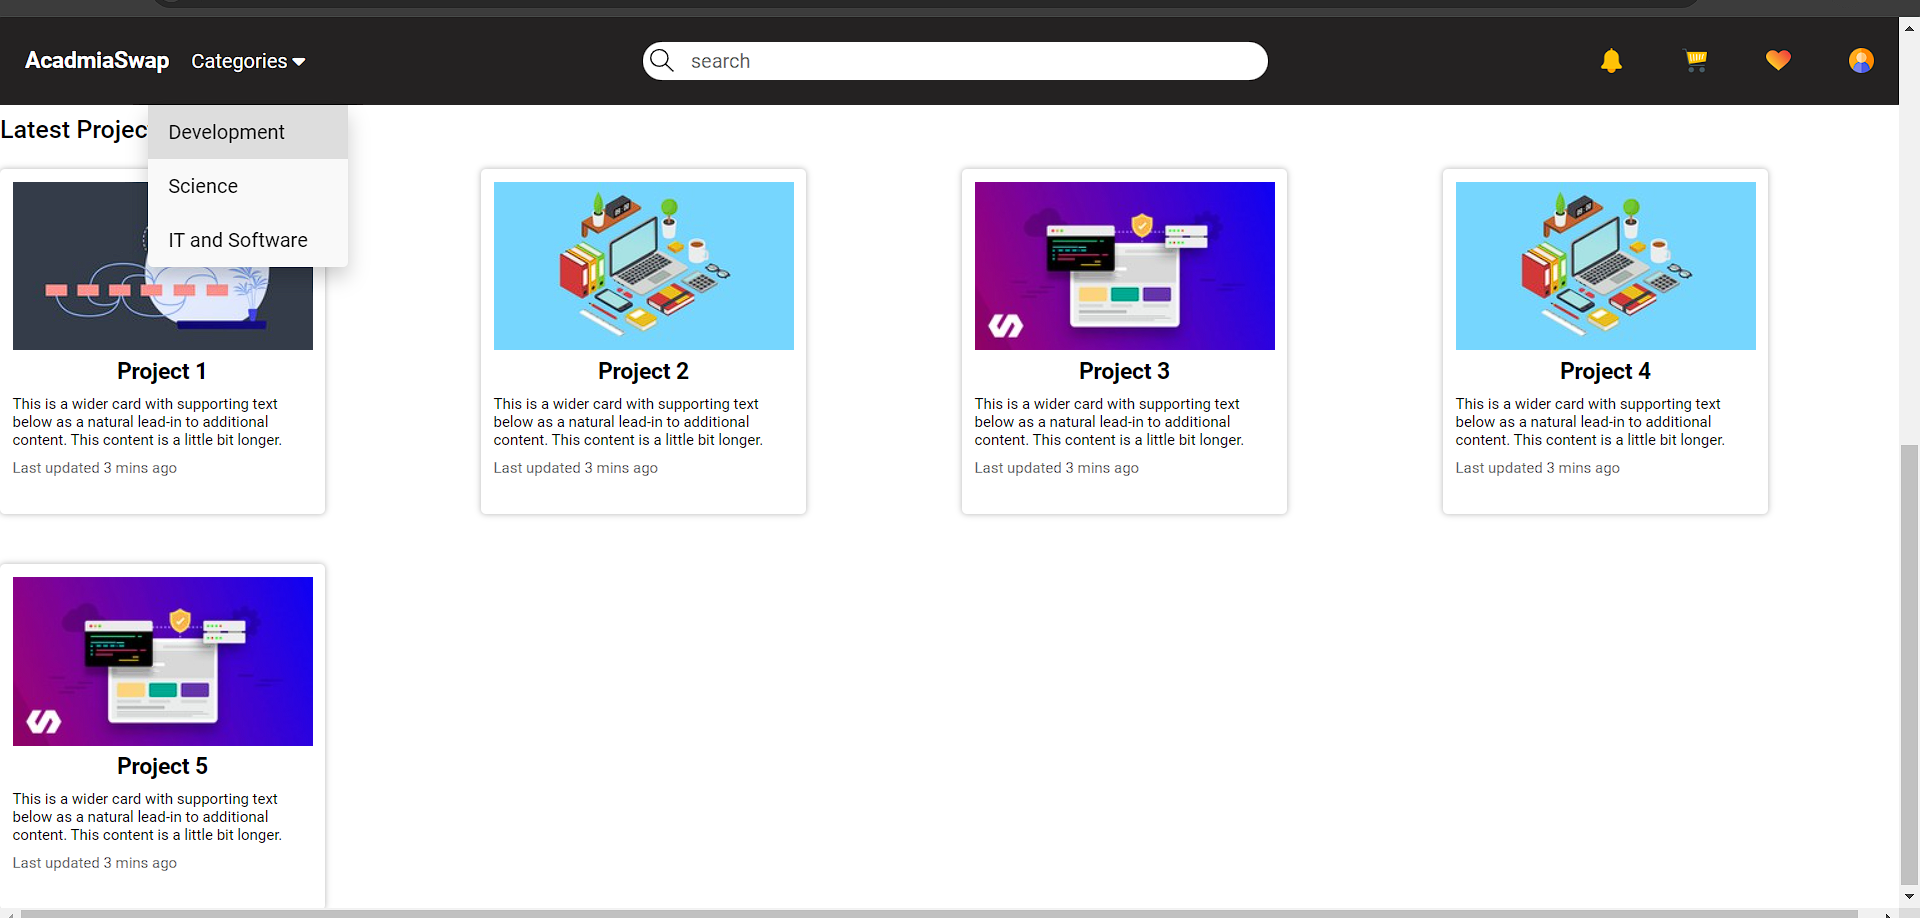 AcadmiaSwap Categories search
Latest Projec
Development
Science
IT and Software
Project 1
This is a wider card with supporting text
below as a natural lead-in to additional
content. This content is a little bit longer.
Last updated 3 mins ago
Project 2
This is a wider card with supporting text
below as a natural lead-in to additional
content. This content is a little bit longer.
Last updated 3 mins ago
Project 3
This is a wider card with supporting text
below as a natural lead-in to additional
content. This content is a little bit longer.
Last updated 3 mins ago
Project 4
This is a wider card with supporting text
below as a natural lead-in to additional
content. This content is a little bit longer.
Last updated 3 mins ago
Project 5
This is a wider card with supporting text
below as a natural lead-in to additional
content. This content is a little bit longer.
Last updated 3 mins ago